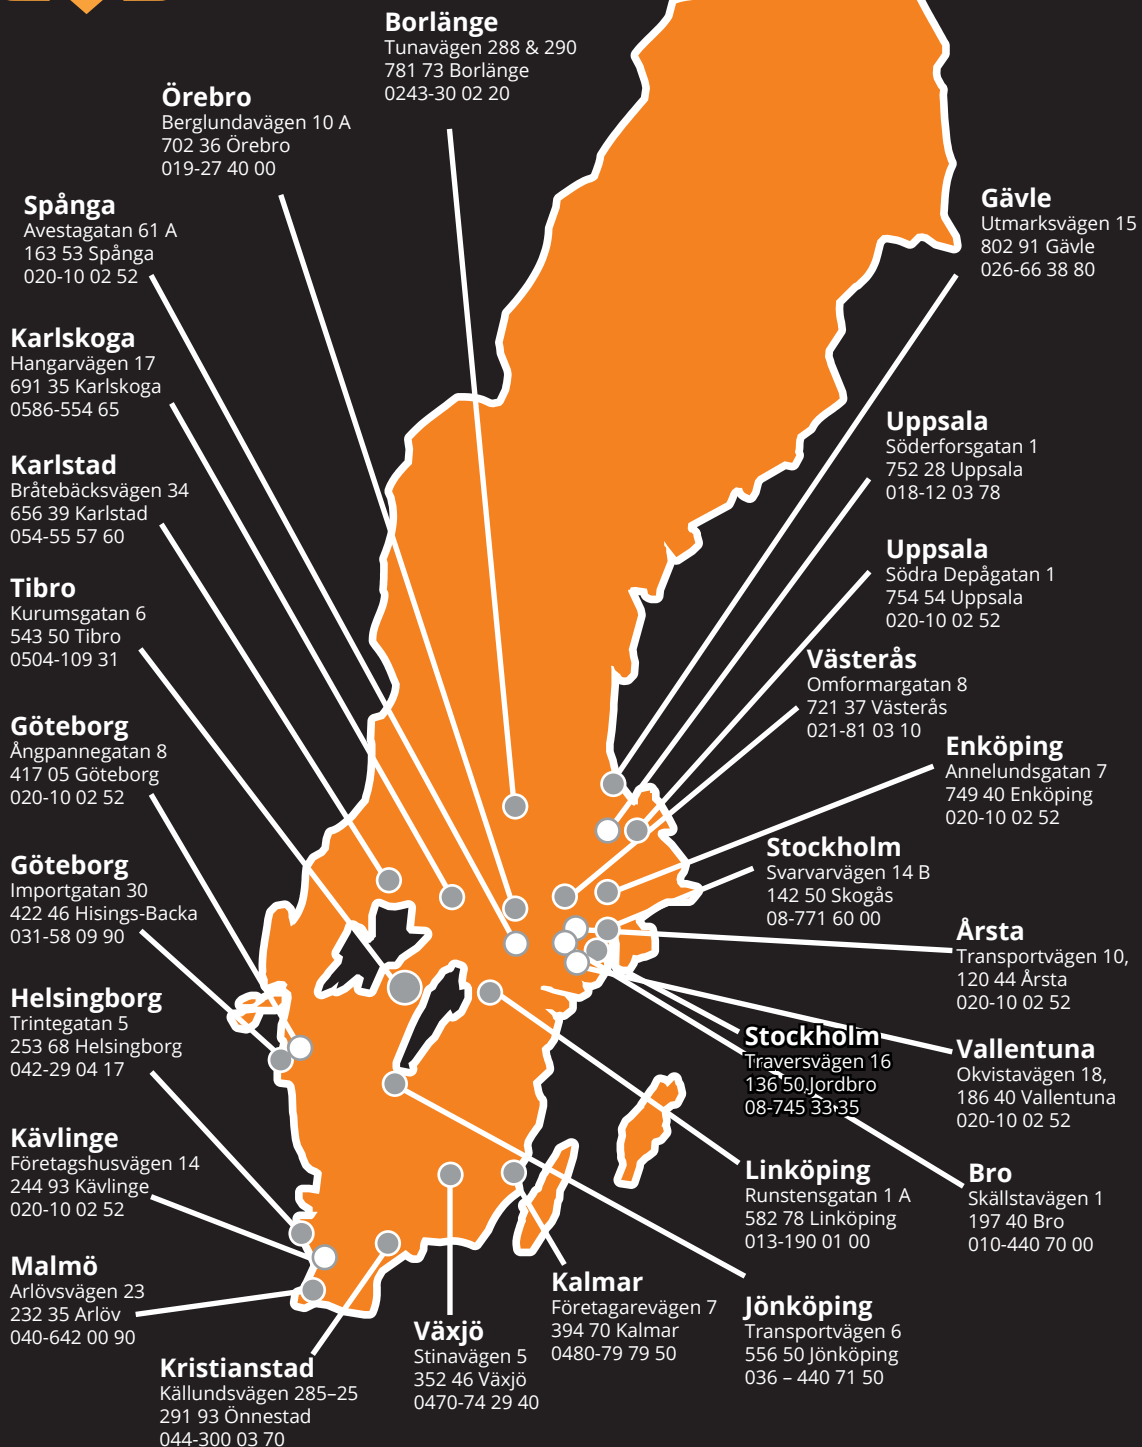 Borlänge
Tunavägen 288 & 290
781 73 Borlänge
0243-30 02 20
Örebro
Berglundavägen 10 A
702 36 Örebro
019-27 40 00
Spånga
Avestagatan 61 A
163 53 Spånga
020-10 02 52
Gävle
Utmarksvägen 15
802 91 Gävle
026-66 38 80
Karlskoga
Hangarvägen 17
691 35 Karlskoga
0586-554 65
Uppsala
Söderforsgatan 1
752 28 Uppsala
018-12 03 78
Karlstad
Bråtebäcksvägen 34
656 39 Karlstad
054-55 57 60
Uppsala
Södra Depågatan 1
754 54 Uppsala
020-10 02 52
Tibro
Kurumsgatan 6
543 50 Tibro
0504-109 31
Västerås
Omformargatan 8
721 37 Västerås
021-81 03 10
Göteborg
Ångpannegatan 8
417 05 Göteborg
020-10 02 52
Enköping
Annelundsgatan 7
749 40 Enköping
020-10 02 52
Göteborg
Importgatan 30
422 46 Hisings-Backa
031-58 09 90
Stockholm
Svarvarvägen 14 B
142 50 Skogås
08-771 60 00
Årsta
Transportvägen 10,
120 44 Årsta
020-10 02 52
Helsingborg
Trintegatan 5
253 68 Helsingborg
042-29 04 17
Stockholm
Traversvägen 16
136 50 Jordbro
08-745 33 35
Vallentuna
Okvistavägen 18,
186 40 Vallentuna
020-10 02 52
Kävlinge
Företagshusvägen 14
244 93 Kävlinge
020-10 02 52
Linköping
Runstensgatan 1 A
582 78 Linköping
013-190 01 00
Bro
Skällstavägen 1
197 40 Bro
010-440 70 00
Malmö
Arlövsvägen 23
232 35 Arlöv
040-642 00 90
Kalmar
Företagarevägen 7
394 70 Kalmar
0480-79 79 50
Jönköping
Transportvägen 6
556 50 Jönköping
036 – 440 71 50
Växjö
Stinavägen 5
352 46 Växjö
0470-74 29 40
Kristianstad
Källundsvägen 285–25
291 93 Önnestad
044-300 03 70